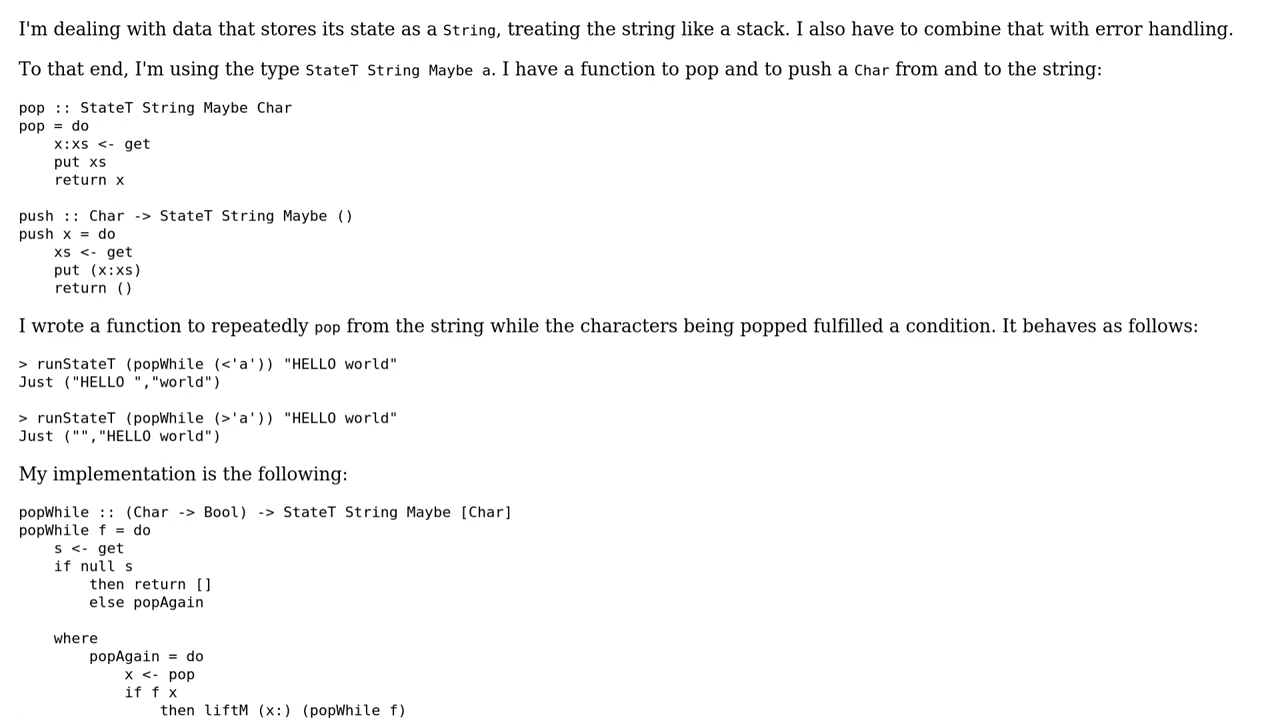 I'm dealing with data that stores its state as a String, treating the string like a stack. I also have to combine that with error handling.
To that end, I'm using the type StateT String Maybe a. I have a function to pop and to push a Char from and to the string:
pop :: StateT String Maybe Char
pop = do
    x:xs <- get
    put xs
    return x
push :: Char -> StateT String Maybe ()
push x = do
    xs <- get
    put (x:xs)
    return ()
I wrote a function to repeatedly pop from the string while the characters being popped fulfilled a condition. It behaves as follows:
> runStateT (popWhile (<'a')) "HELLO world"
Just ("HELLO ","world")
> runStateT (popWhile (>'a')) "HELLO world"
Just ("","HELLO world")
My implementation is the following:
popWhile :: (Char -> Bool) -> StateT String Maybe [Char]
popWhile f = do
    s <- get
    if null s
        then return []
        else popAgain
    where
        popAgain = do
            x <- pop
            if f x
                then liftM (x:) (popWhile f)